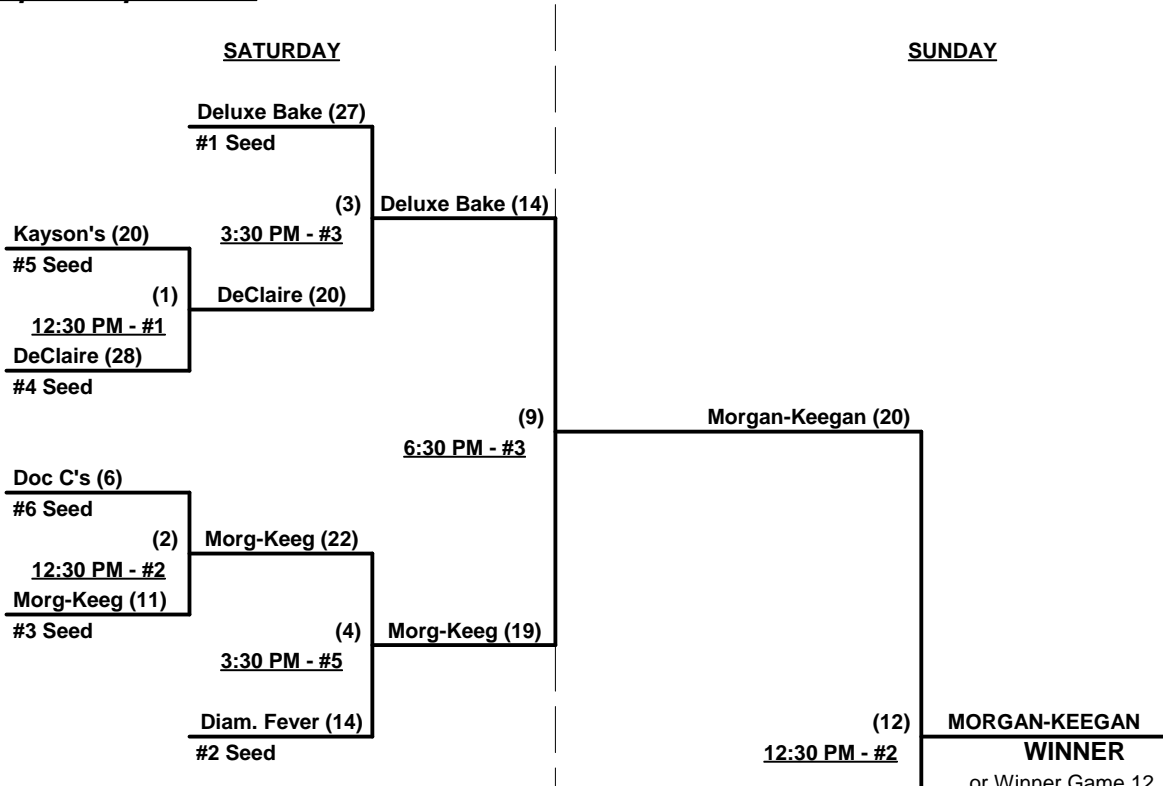 SATURDAY
SUNDAY
Deluxe Bake (27)
#1 Seed
(3)
3:30 PM - #3
Deluxe Bake (14)
Kayson's (20)
#5 Seed
(1)
12:30 PM - #1
DeClaire (20)
DeClaire (28)
#4 Seed
(9)
6:30 PM - #3
Morgan-Keegan (20)
Doc C's (6)
#6 Seed
(2)
12:30 PM - #2
Morg-Keeg (22)
Morg-Keeg (11)
#3 Seed
(4)
3:30 PM - #5
Morg-Keeg (19)
Diam. Fever (14)
#2 Seed
(12)
12:30 PM - #2
MORGAN-KEEGAN
WINNER
or Winner Game 12